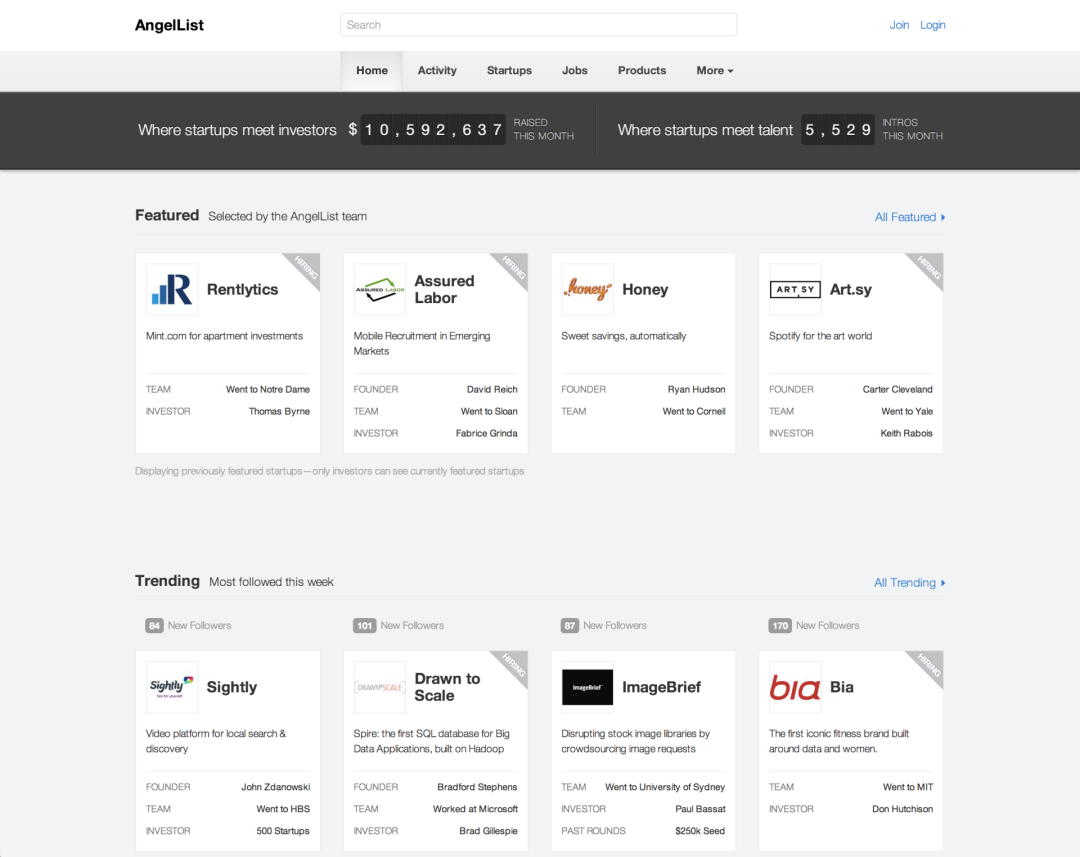 AngelList
Search
Join Login
Home Activity Startups Jobs Products More
Where startups meet investors $ 10,592,637 RAISED THIS MONTH
Where startups meet talent 5,529 INTROS THIS MONTH
Featured Selected by the AngelList team
All Featured
HIRING
R
Rentlytics
Mint.com for apartment investments
TEAM Went to Notre Dame
INVESTOR Thomas Byrne
HIRING
ASSURED LABOR
Assured
Labor
Mobile Recruitment in Emerging
Markets
FOUNDER David Reich
TEAM Went to Sloan
INVESTOR Fabrice Grinda
honey
Honey
Sweet savings, automatically
FOUNDER Ryan Hudson
TEAM Went to Cornell
HIRING
ART SY
Art.sy
Spotify for the art world
FOUNDER Carter Cleveland
TEAM Went to Yale
INVESTOR Keith Rabois
Displaying previously featured startups—only investors can see currently featured startups
Trending Most followed this week
All Trending
84 New Followers
Sightly
See for yourself
Sightly
Video platform for local search &
discovery
FOUNDER John Zdanowski
TEAM Went to HBS
INVESTOR 500 Startups
101 New Followers
HIRING
DRAWN TO SCALE
Drawn to
Scale
Spire: the first SQL database for Big
Data Applications, built on Hadoop
FOUNDER Bradford Stephens
TEAM Worked at Microsoft
INVESTOR Brad Gillespie
87 New Followers
ImageBrief
ImageBrief
Disrupting stock image libraries by
crowdsourcing image requests
TEAM Went to University of Sydney
INVESTOR Paul Bassat
PAST ROUNDS $250k Seed
170 New Followers
HIRING
bia
Bia
The first iconic fitness brand built
around data and women.
TEAM Went to MIT
INVESTOR Don Hutchison